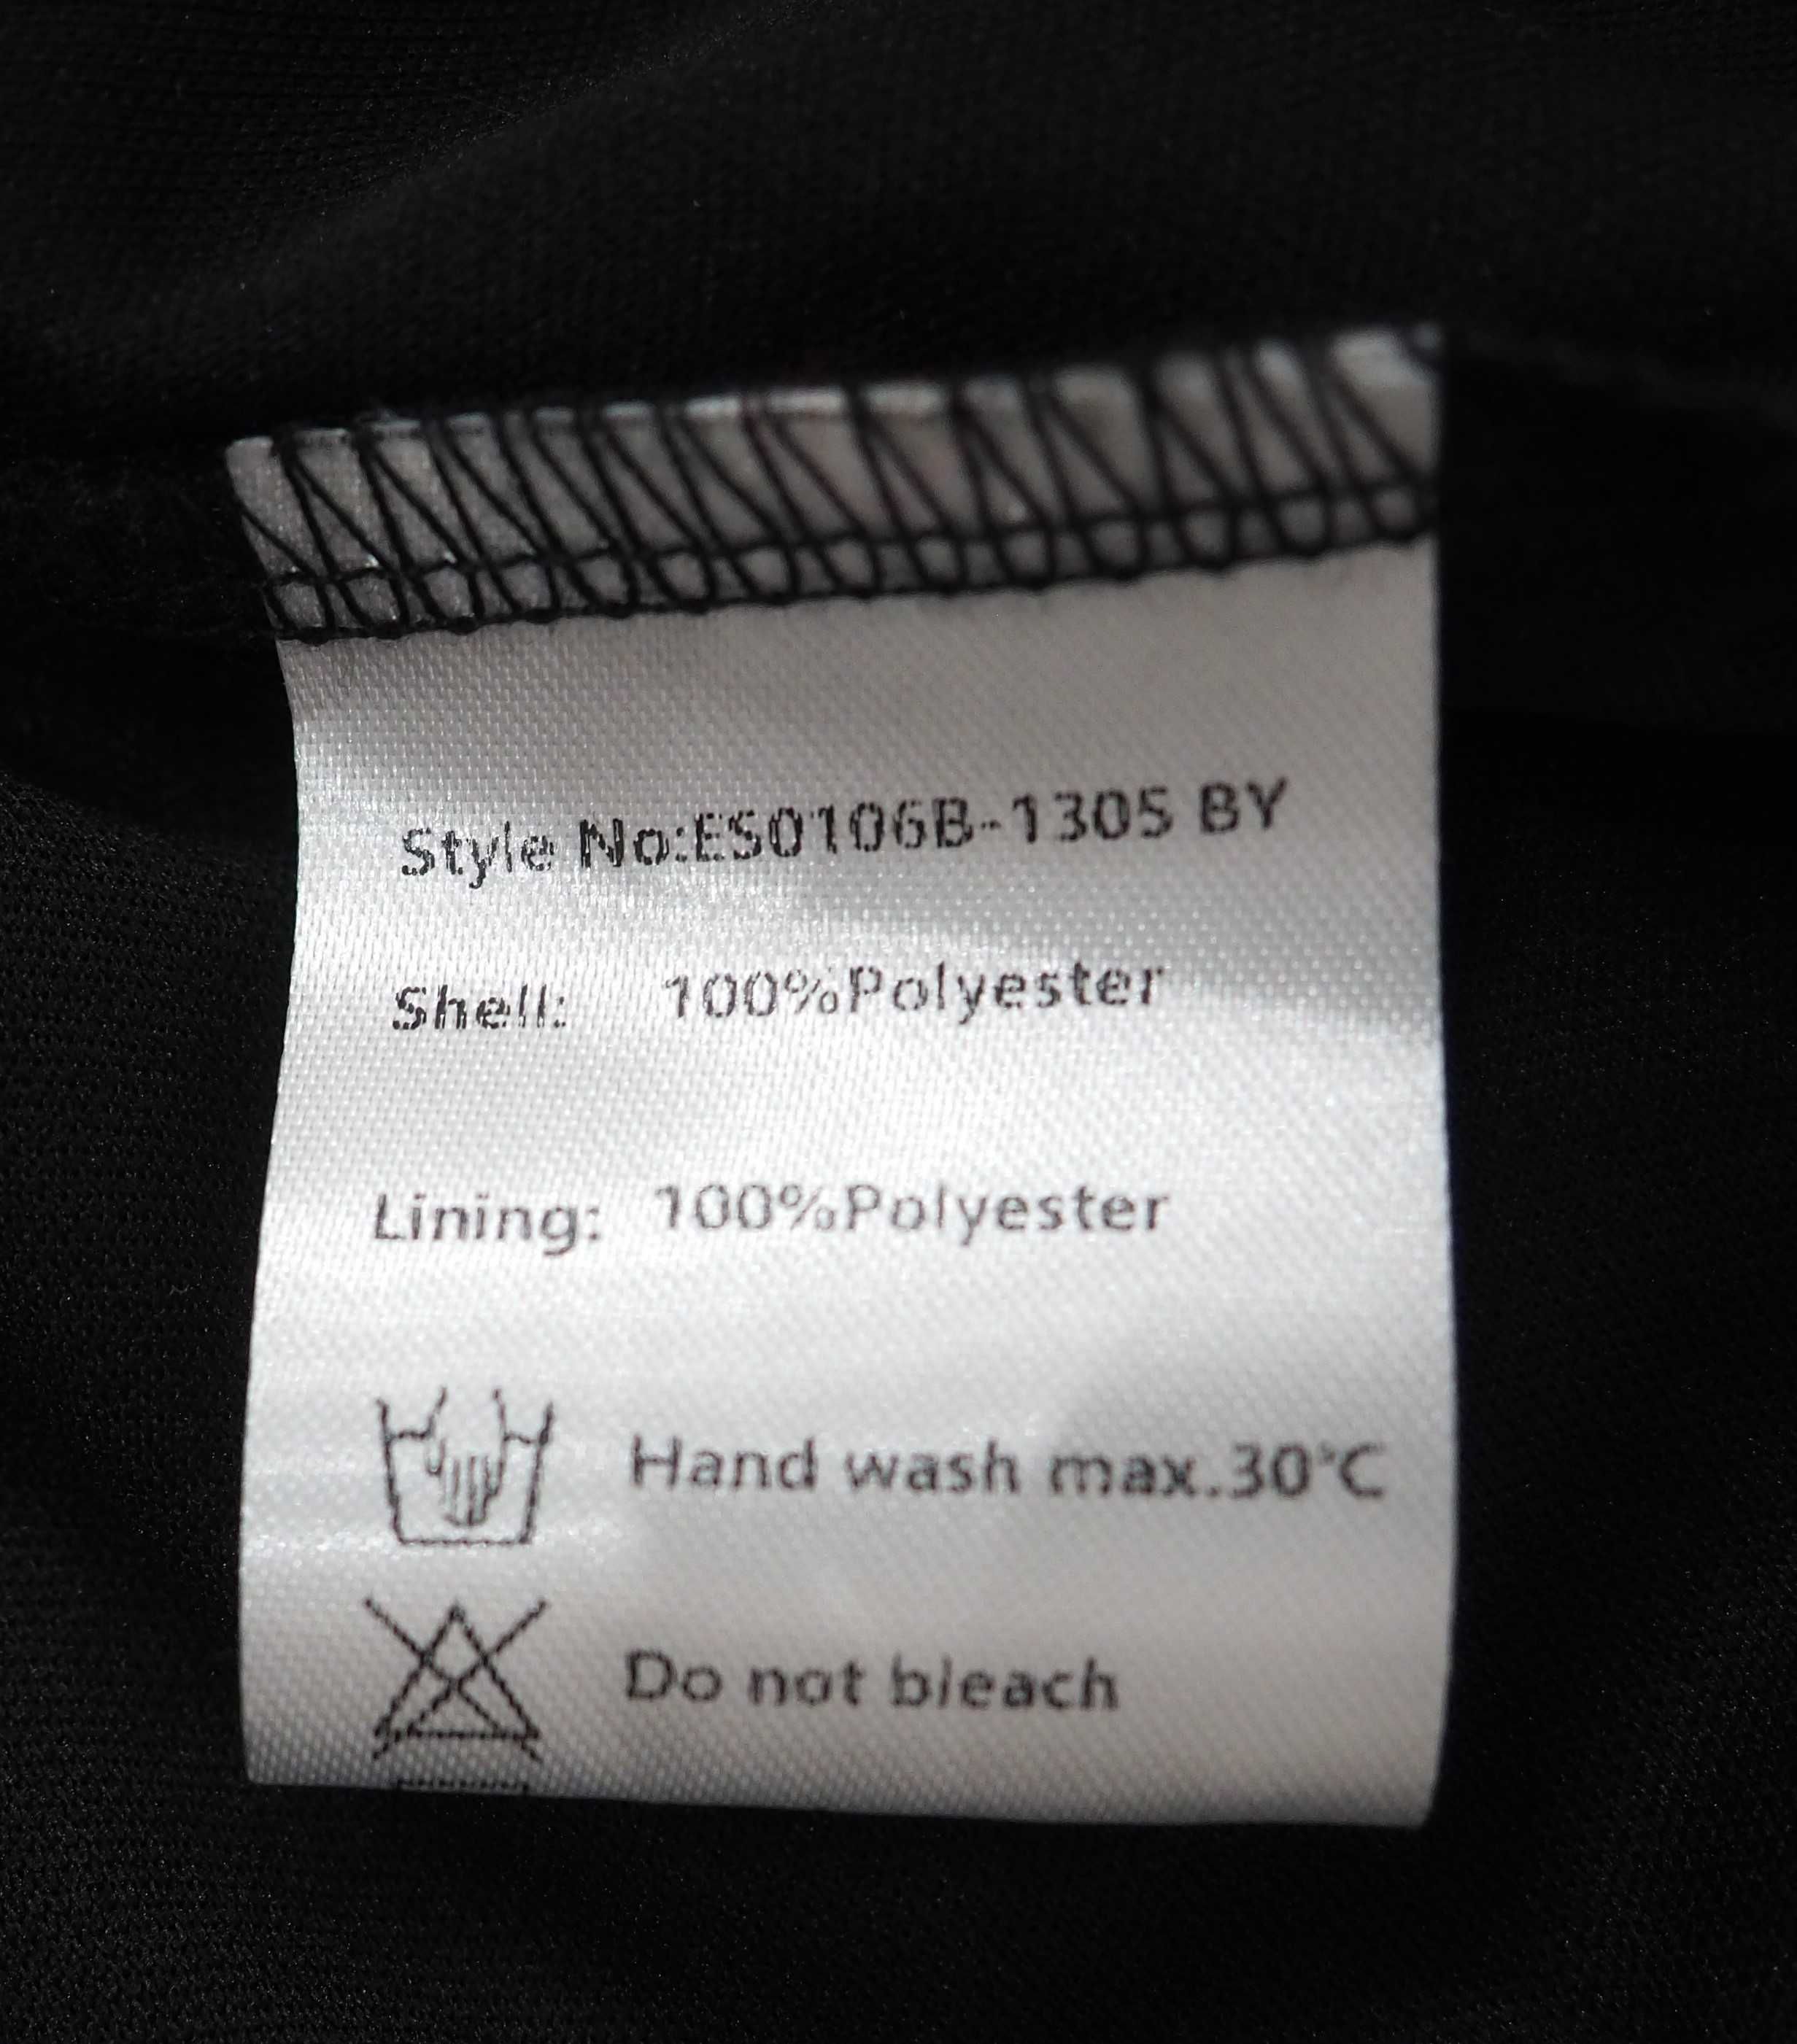 Style No:ES0106B-1305 BY
Shell: 100%Polyester
Lining: 100%Polyester
Hand wash max.30°C
Do not bleach